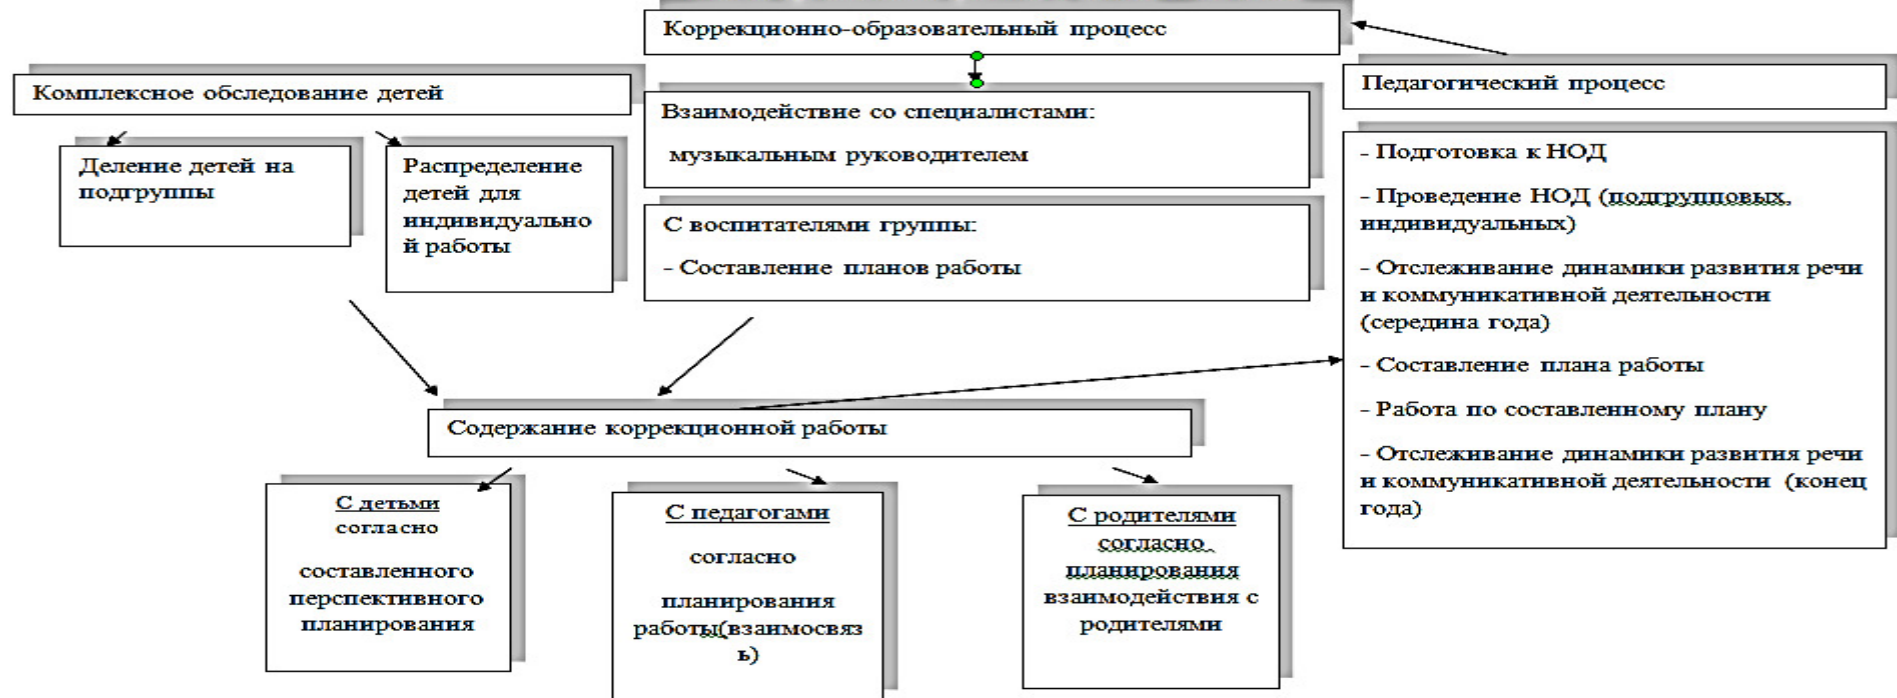 Коррекционно-образовательный процесс
Комплексное обследование детей
Деление детей на
подгруппы
Распределение
детей для
индивидуально
й работы
Взаимодействие со специалистами:
музыкальным руководителем
С воспитателями группы:
- Составление планов работы
Педагогический процесс
- Подготовка к НОД
- Проведение НОД (подгрупповых,
индивидуальных)
- Отслеживание динамики развития речи
и коммуникативной деятельности
(середина года)
- Составление плана работы
- Работа по составленному плану
- Отслеживание динамики развития речи
и коммуникативной деятельности (конец
года)
Содержание коррекционной работы
С детьми
согласно
составленного
перспективного
планирования
С педагогами
согласно
планирования
работы(взаимосвяз
ь)
С родителями
согласно
планирования
взаимодействия с
родителями